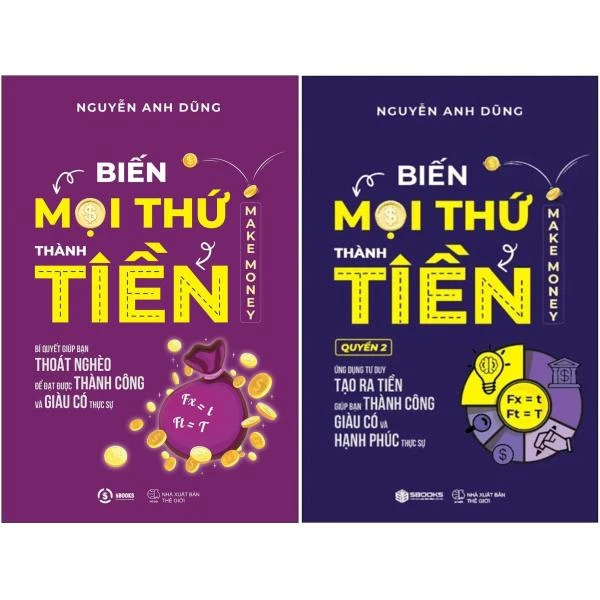 NGUYỄN ANH DŨNG
BIẾN
MỌI THỨ
THÀNH
TIỀN
MAKE MONEY
BÍ QUYẾT GIÚP BẠN
THOÁT NGHÈO
ĐỂ ĐẠT ĐƯỢC THÀNH CÔNG
VÀ GIÀU CÓ THỰC SỰ
Fx = t
Ft = T
SBOOKS
NHÀ XUẤT BẢN
THẾ GIỚI
NGUYỄN ANH DŨNG
BIẾN
MỌI THỨ
THÀNH
TIỀN
MAKE MONEY
QUYỂN 2
ỨNG DỤNG TƯ DUY
TẠO RA TIỀN
GIÚP BẠN THÀNH CÔNG
GIÀU CÓ VÀ
HẠNH PHÚC THỰC SỰ
Fx = t
Ft = T
SBOOKS
NHÀ XUẤT BẢN
THẾ GIỚI